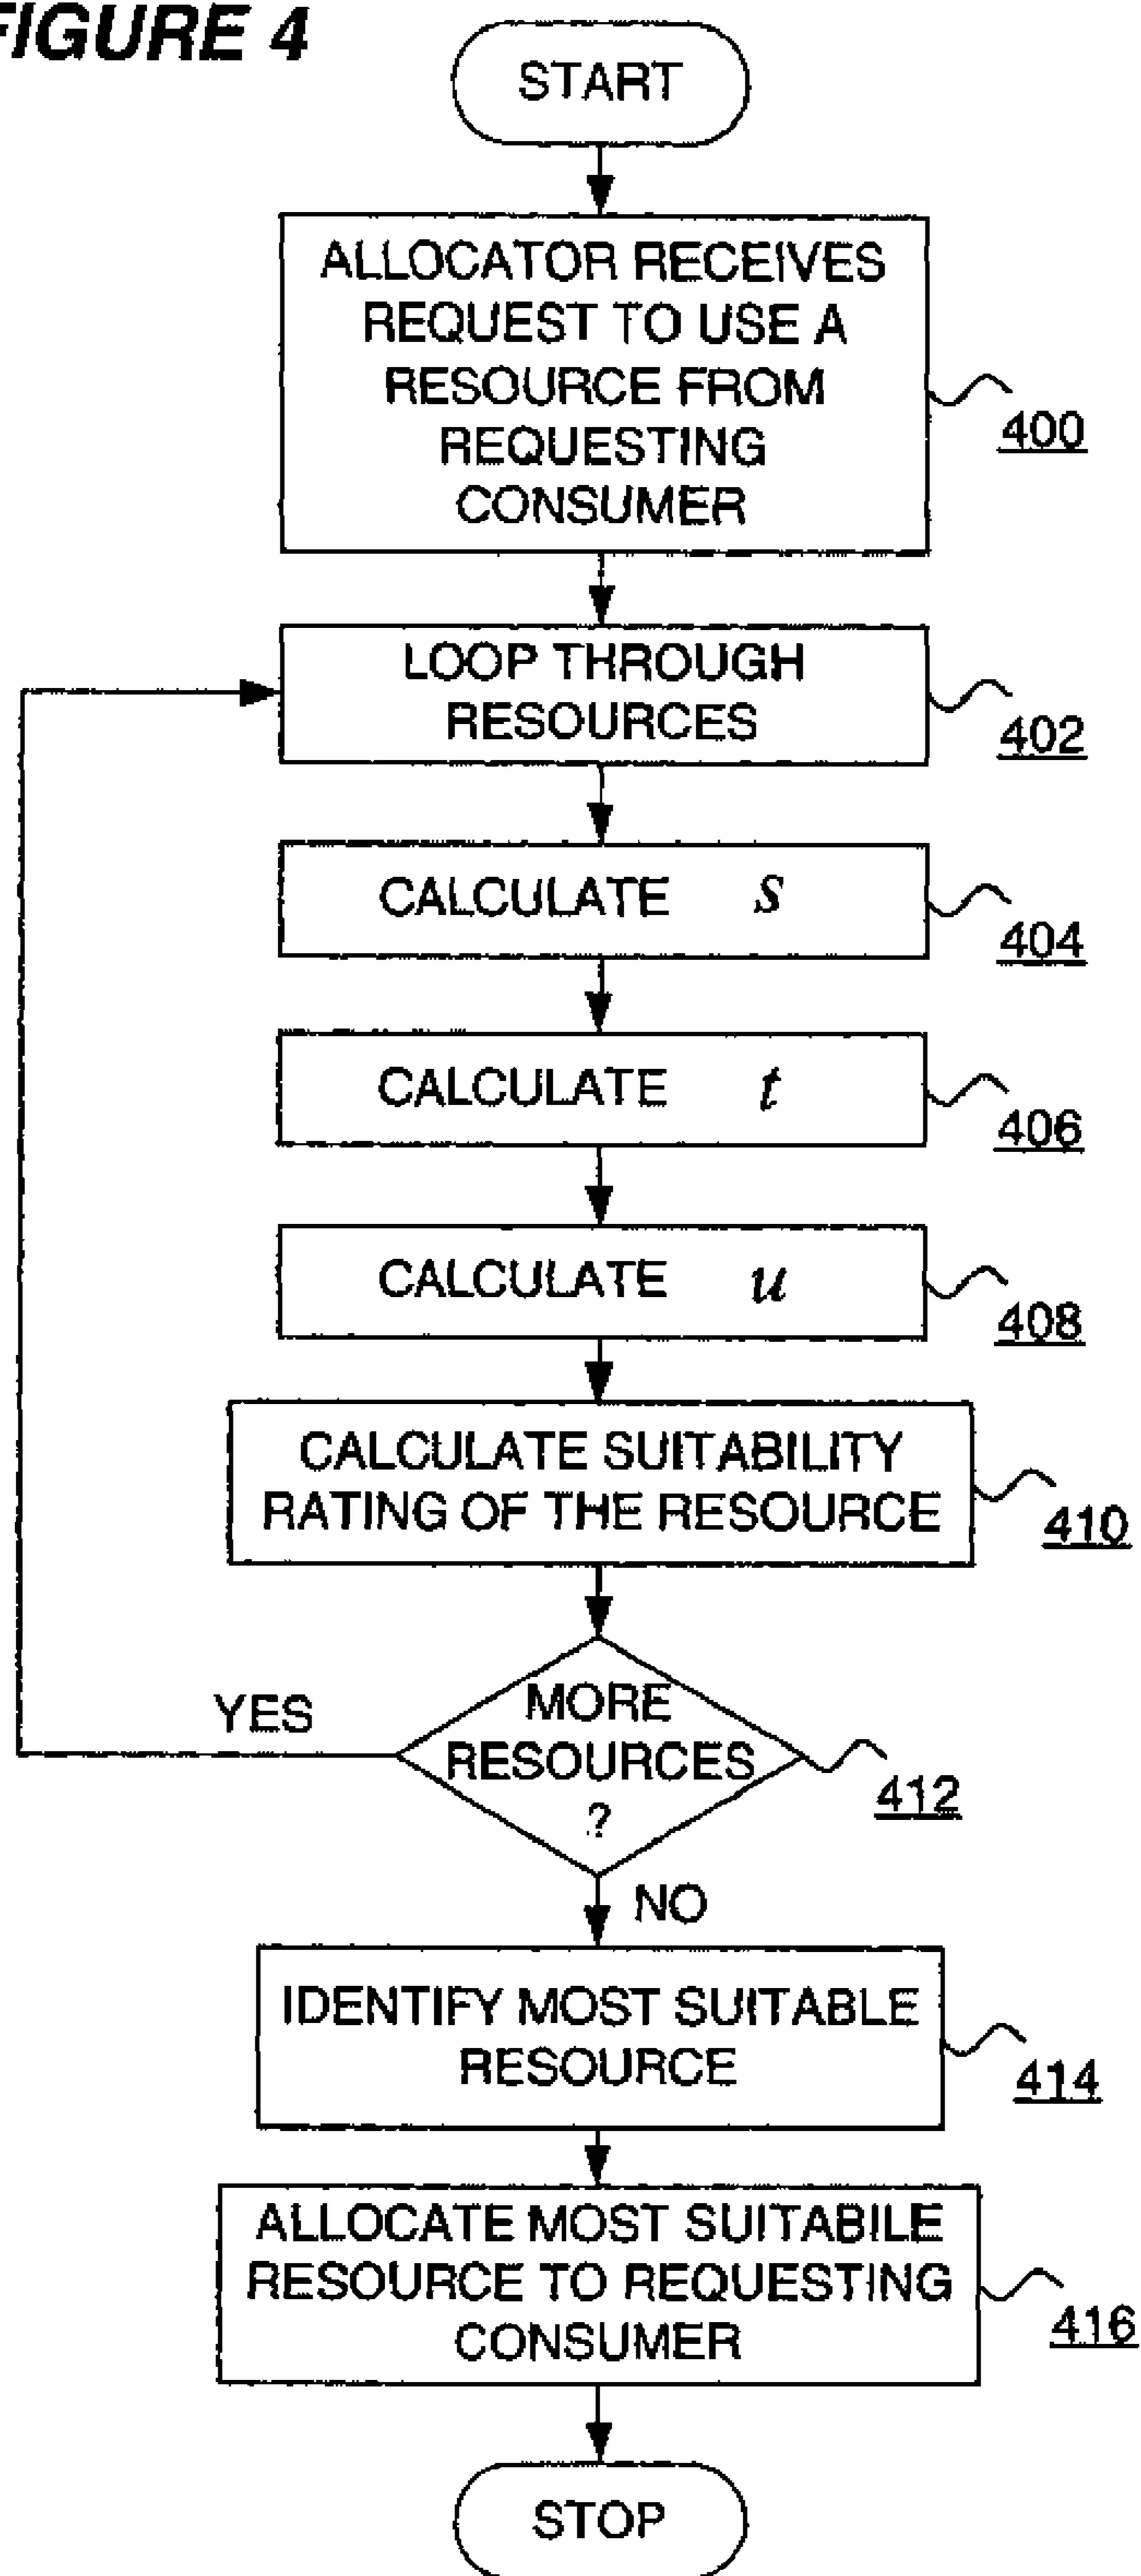 FIGURE 4
START
ALLOCATOR RECEIVES
REQUEST TO USE A
RESOURCE FROM
REQUESTING
CONSUMER
400
LOOP THROUGH
RESOURCES
402
CALCULATE s
404
CALCULATE t
406
CALCULATE u
408
CALCULATE SUITABILITY
RATING OF THE RESOURCE
410
MORE
RESOURCES
?
412
YES
NO
IDENTIFY MOST SUITABLE
RESOURCE
414
ALLOCATE MOST SUITABILE
RESOURCE TO REQUESTING
CONSUMER
416
STOP